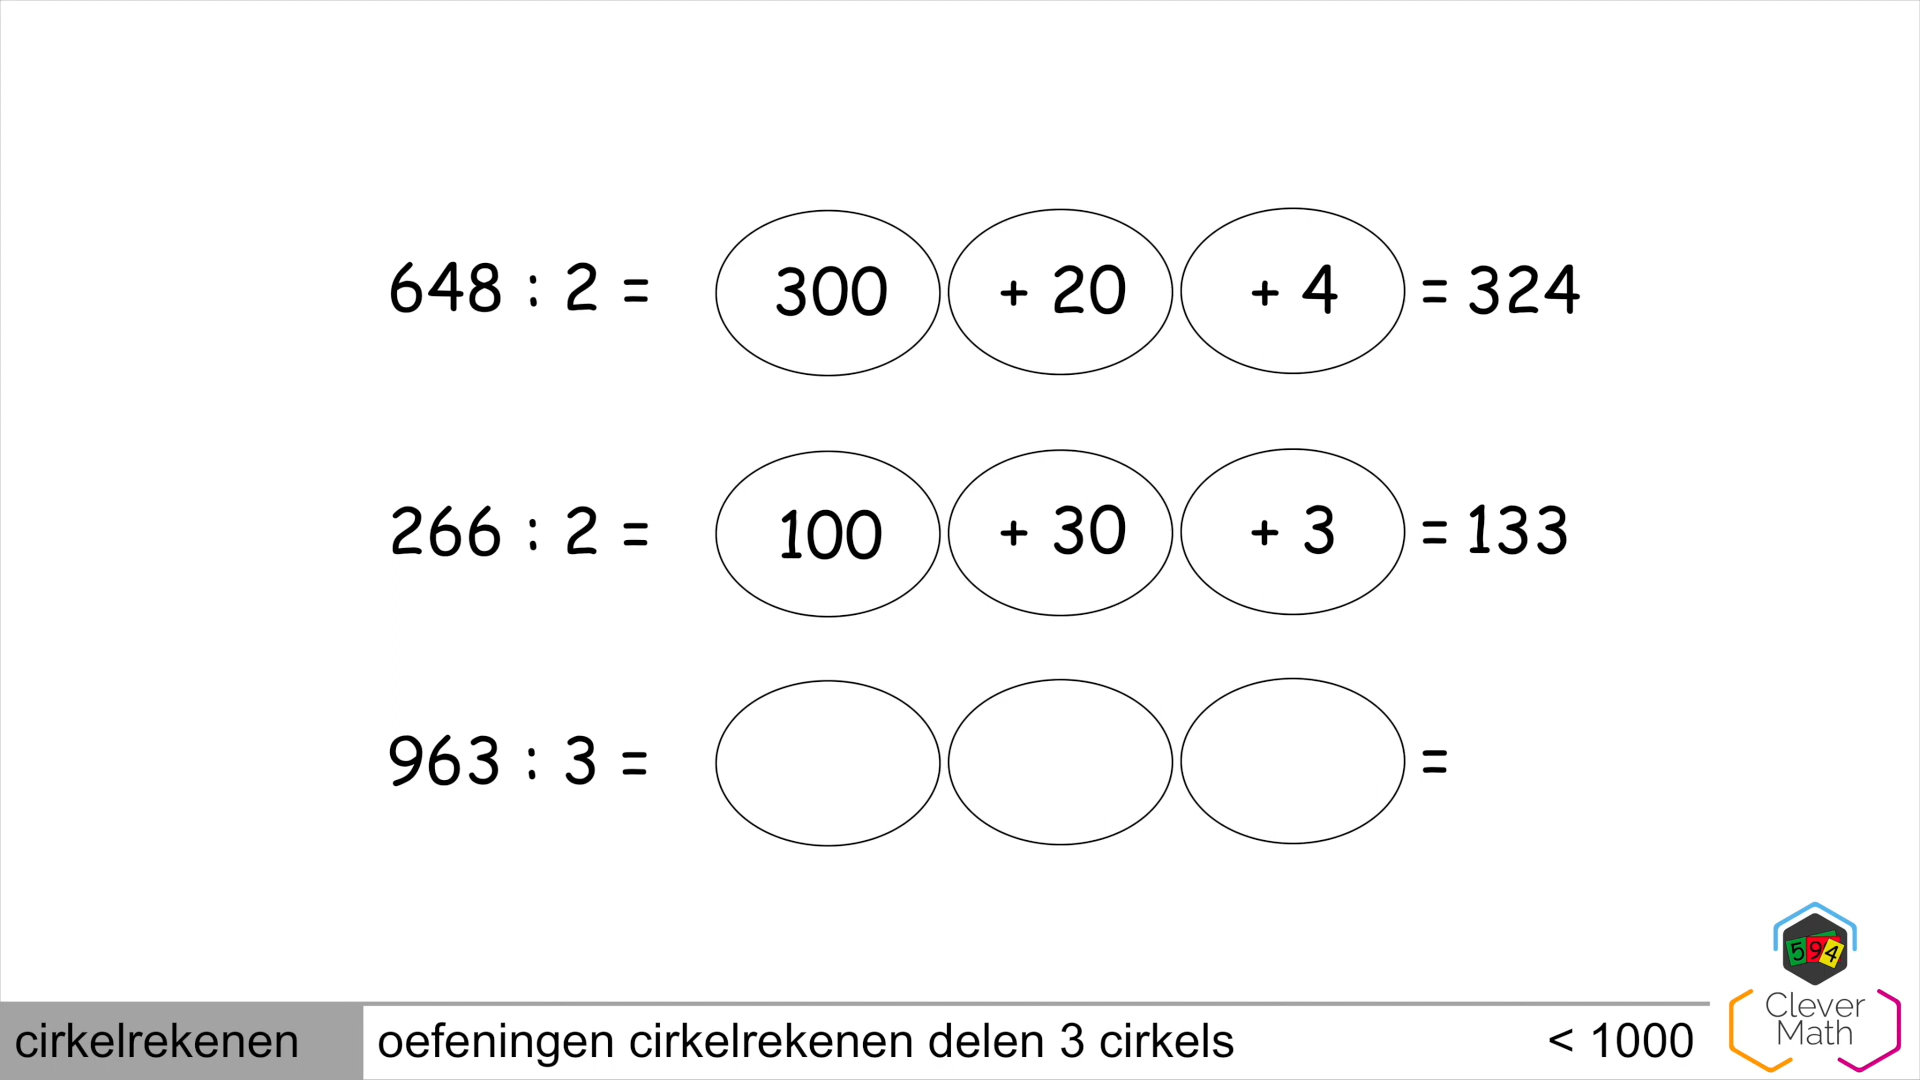 648 : 2 = 300 + 20 + 4 = 324
266 : 2 = 100 + 30 + 3 = 133
963 : 3 = =
594
Clever
Math
cirkelrekenen oefeningen cirkelrekenen delen 3 cirkels < 1000